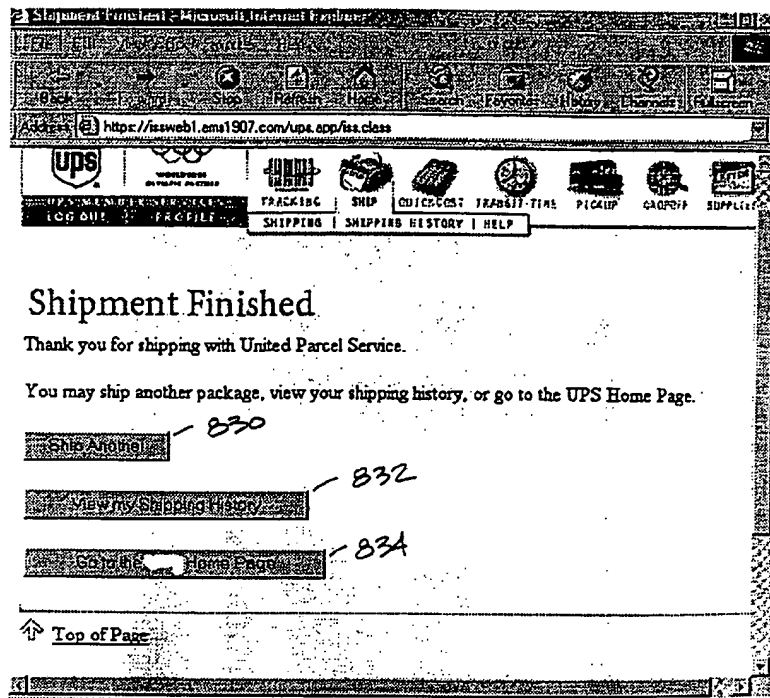 Shipment Finished - Microsoft Internet Explorer
Back Stop Refresh Home Search Favorites History Channels Fullscreen
Address https://issweb1.ems1907.com/ups.app/iss.class
ups
WORLDWIDE
OLYMPIC PARTNER
TRACKING | SHIP | QUICKCOST TRANSIT-TIME PICKUP DROPOFF SUPPLIES
LOG OUT PROFILE
SHIPPING | SHIPPING HISTORY | HELP
Shipment Finished
Thank you for shipping with United Parcel Service.
You may ship another package, view your shipping history, or go to the UPS Home Page.
Ship Another 830
View my Shipping History 832
Go to the Home Page 834
Top of Page